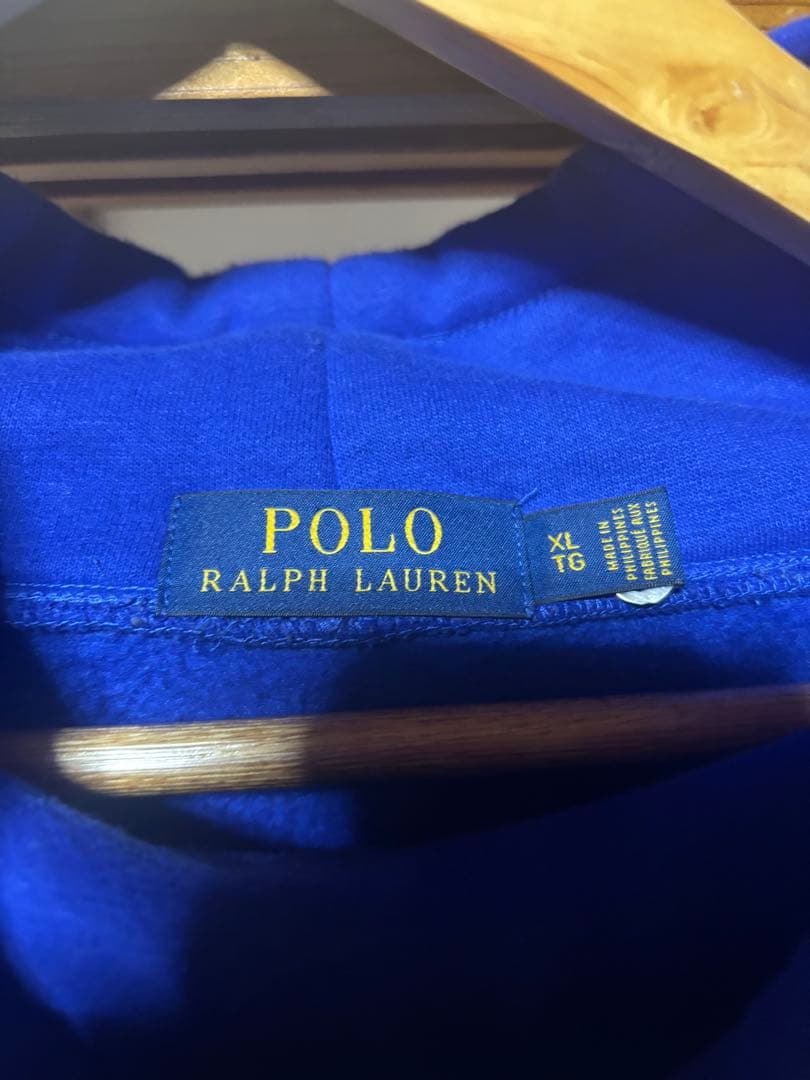 POLO
RALPH LAUREN
XL
TG
MADE IN
PHILIPPINES
FABRIQUÉ AUX
PHILIPPINES